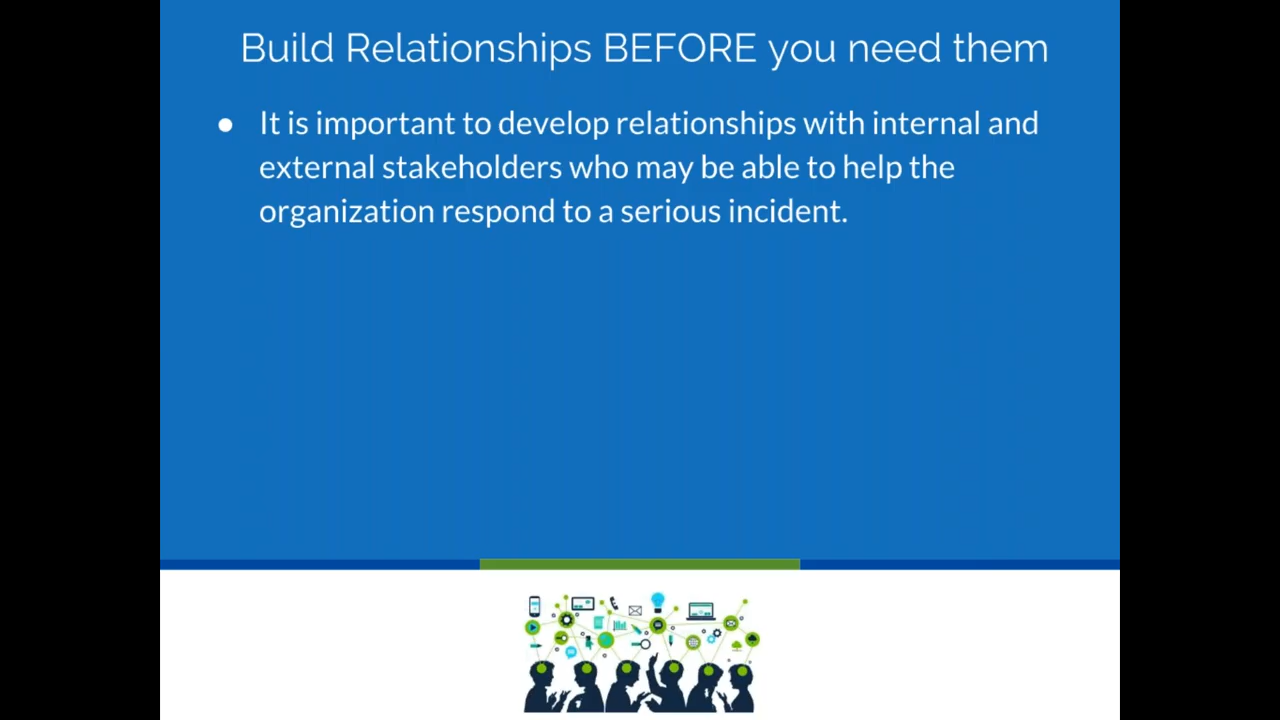 Build Relationships BEFORE you need them
● It is important to develop relationships with internal and
external stakeholders who may be able to help the
organization respond to a serious incident.